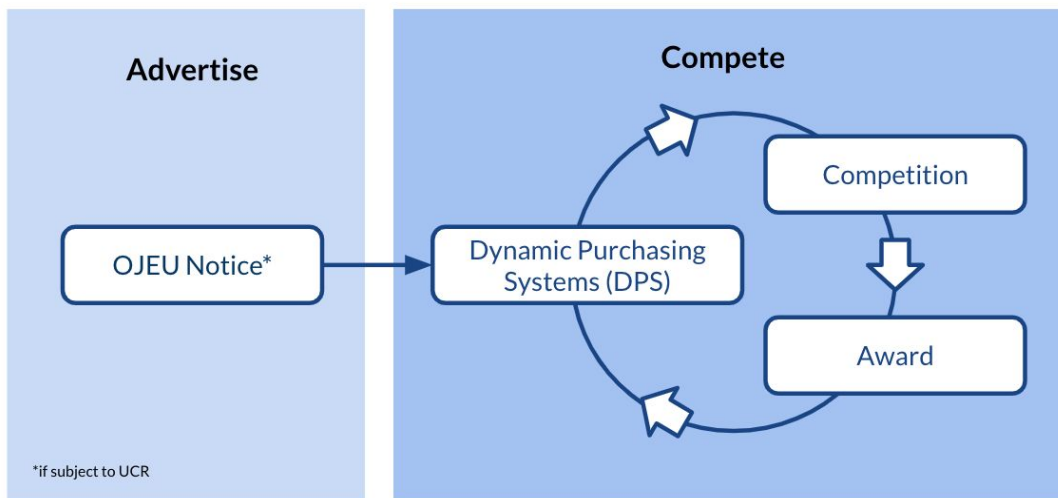 Advertise
OJEU Notice*
*if subject to UCR
Compete
Dynamic Purchasing
Systems (DPS)
Competition
Award